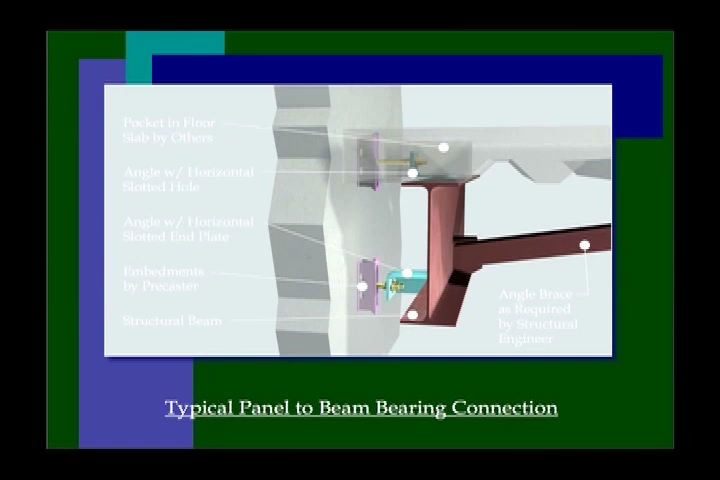 Pocket in Floor
Slab by Others
Angle w/ Horizontal
Slotted Hole
Angle w/ Horizontal
Slotted End Plate
Embedments
by Precaster
Structural Beam
Angle Brace
as Required
by Structural
Engineer
Typical Panel to Beam Bearing Connection